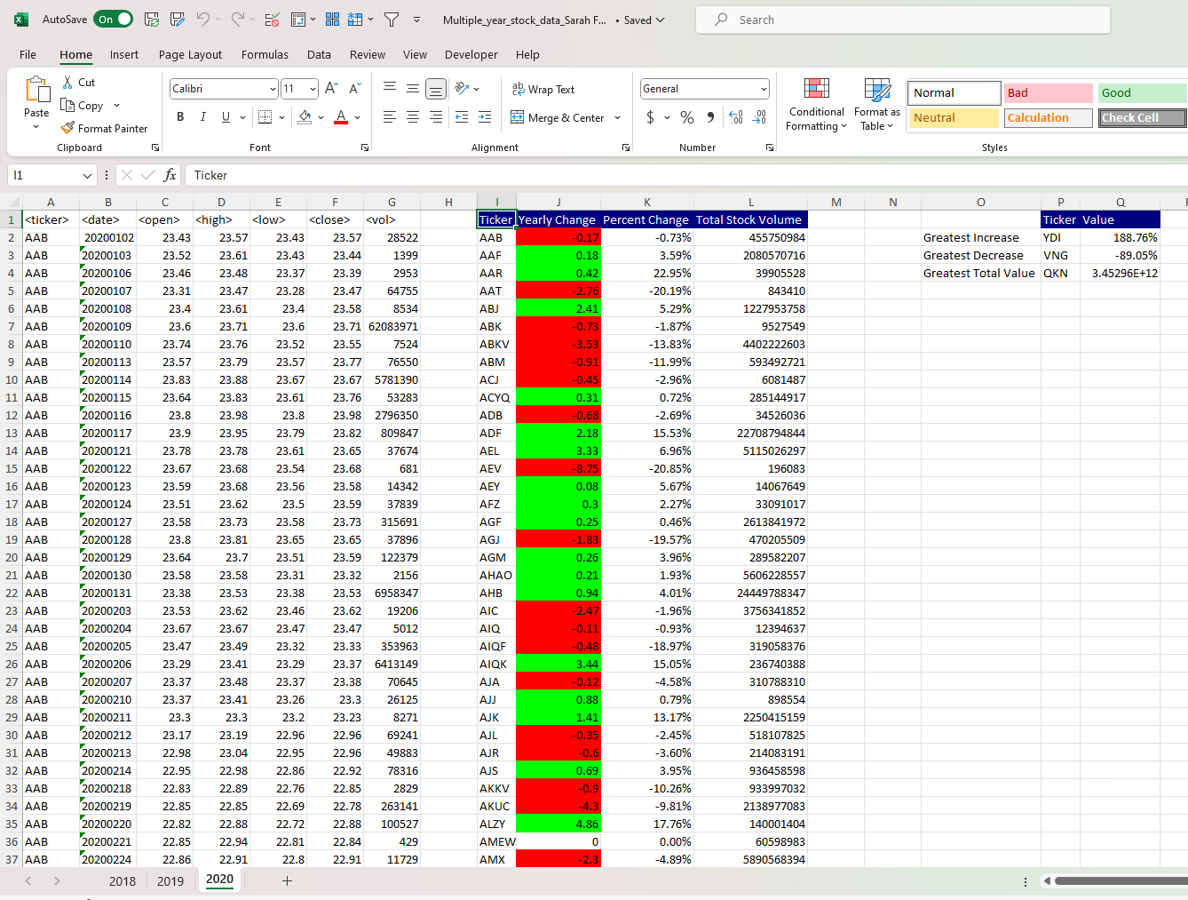 AutoSave On Multiple_year_stock_data_Sarah F... • Saved Search
File Home Insert Page Layout Formulas Data Review View Developer Help
Cut Calibri 11 Wrap Text General Normal Bad Good
Paste Copy Conditional Format as
Format Painter B I U Merge & Center $ % Formatting Table Neutral Calculation Check Cell
Clipboard Font Alignment Number Styles
I1 fx Ticker
A B C D E F G H I J K L M N O P Q
1 <ticker> <date> <open> <high> <low> <close> <vol> Ticker Yearly Change Percent Change Total Stock Volume Ticker Value
2 AAB 20200102 23.43 23.57 23.43 23.57 28522 AAB -0.17 -0.73% 455750984 Greatest Increase YDI 188.76%
3 AAB 20200103 23.52 23.61 23.43 23.44 1399 AAF 0.18 3.59% 2080570716 Greatest Decrease VNG -89.05%
4 AAB 20200106 23.46 23.48 23.37 23.39 2953 AAR 0.42 22.95% 39905528 Greatest Total Value QKN 3.45296E+12
5 AAB 20200107 23.31 23.47 23.28 23.47 64755 AAT -2.76 -20.19% 843410
6 AAB 20200108 23.4 23.61 23.4 23.58 8534 ABJ 2.41 5.29% 1227953758
7 AAB 20200109 23.6 23.71 23.6 23.71 62083971 ABK -0.73 -1.87% 9527549
8 AAB 20200110 23.74 23.76 23.52 23.55 7524 ABKV -3.53 -13.83% 4402222603
9 AAB 20200113 23.57 23.79 23.57 23.77 76550 ABM -0.91 -11.99% 593492721
10 AAB 20200114 23.83 23.88 23.67 23.67 5781390 ACJ -0.45 -2.96% 6081487
11 AAB 20200115 23.64 23.83 23.61 23.76 53283 ACYQ 0.31 0.72% 285144917
12 AAB 20200116 23.8 23.98 23.8 23.98 2796350 ADB -0.68 -2.69% 34526036
13 AAB 20200117 23.9 23.95 23.79 23.82 809847 ADF 2.18 15.53% 22708794844
14 AAB 20200121 23.78 23.78 23.61 23.65 37674 AEL 3.33 6.96% 5115026297
15 AAB 20200122 23.67 23.68 23.54 23.68 681 AEV -8.75 -20.85% 196083
16 AAB 20200123 23.59 23.68 23.56 23.58 14342 AEY 0.08 5.67% 14067649
17 AAB 20200124 23.51 23.62 23.5 23.59 37839 AFZ 0.3 2.27% 33091017
18 AAB 20200127 23.58 23.73 23.58 23.73 315691 AGF 0.25 0.46% 2613841972
19 AAB 20200128 23.8 23.81 23.65 23.65 37896 AGJ -1.83 -19.57% 470205509
20 AAB 20200129 23.64 23.7 23.51 23.59 122379 AGM 0.26 3.96% 289582207
21 AAB 20200130 23.58 23.58 23.31 23.32 2156 AHAO 0.21 1.93% 5606228557
22 AAB 20200131 23.38 23.53 23.38 23.53 6958347 AHB 0.94 4.01% 24449788347
23 AAB 20200203 23.53 23.62 23.46 23.62 19206 AIC -2.47 -1.96% 3756341852
24 AAB 20200204 23.67 23.67 23.47 23.47 5012 AIQ -0.11 -0.93% 12394637
25 AAB 20200205 23.47 23.49 23.32 23.33 353963 AIQF -0.48 -18.97% 319058376
26 AAB 20200206 23.29 23.41 23.29 23.37 6413149 AIQK 3.44 15.05% 236740388
27 AAB 20200207 23.37 23.48 23.37 23.38 70645 AJA -0.12 -4.58% 310788310
28 AAB 20200210 23.37 23.41 23.26 23.3 26125 AJJ 0.88 0.79% 898554
29 AAB 20200211 23.3 23.3 23.2 23.23 8271 AJK 1.41 13.17% 2250415159
30 AAB 20200212 23.17 23.19 22.96 22.96 69241 AJL -0.35 -2.45% 518107825
31 AAB 20200213 22.98 23.04 22.95 22.96 49883 AJR -0.6 -3.60% 214083191
32 AAB 20200214 22.95 22.98 22.86 22.92 78316 AJS 0.69 3.95% 936458598
33 AAB 20200218 22.83 22.89 22.76 22.85 2829 AKKV -0.9 -10.26% 933997032
34 AAB 20200219 22.85 22.85 22.69 22.78 263141 AKUC -4.3 -9.81% 2138977083
35 AAB 20200220 22.82 22.88 22.72 22.88 100527 ALZY 4.86 17.76% 140001404
36 AAB 20200221 22.85 22.94 22.81 22.84 429 AMEW 0 0.00% 60598983
37 AAB 20200224 22.86 22.91 22.8 22.91 11729 AMX -2.3 -4.89% 5890568394
2018 2019 2020